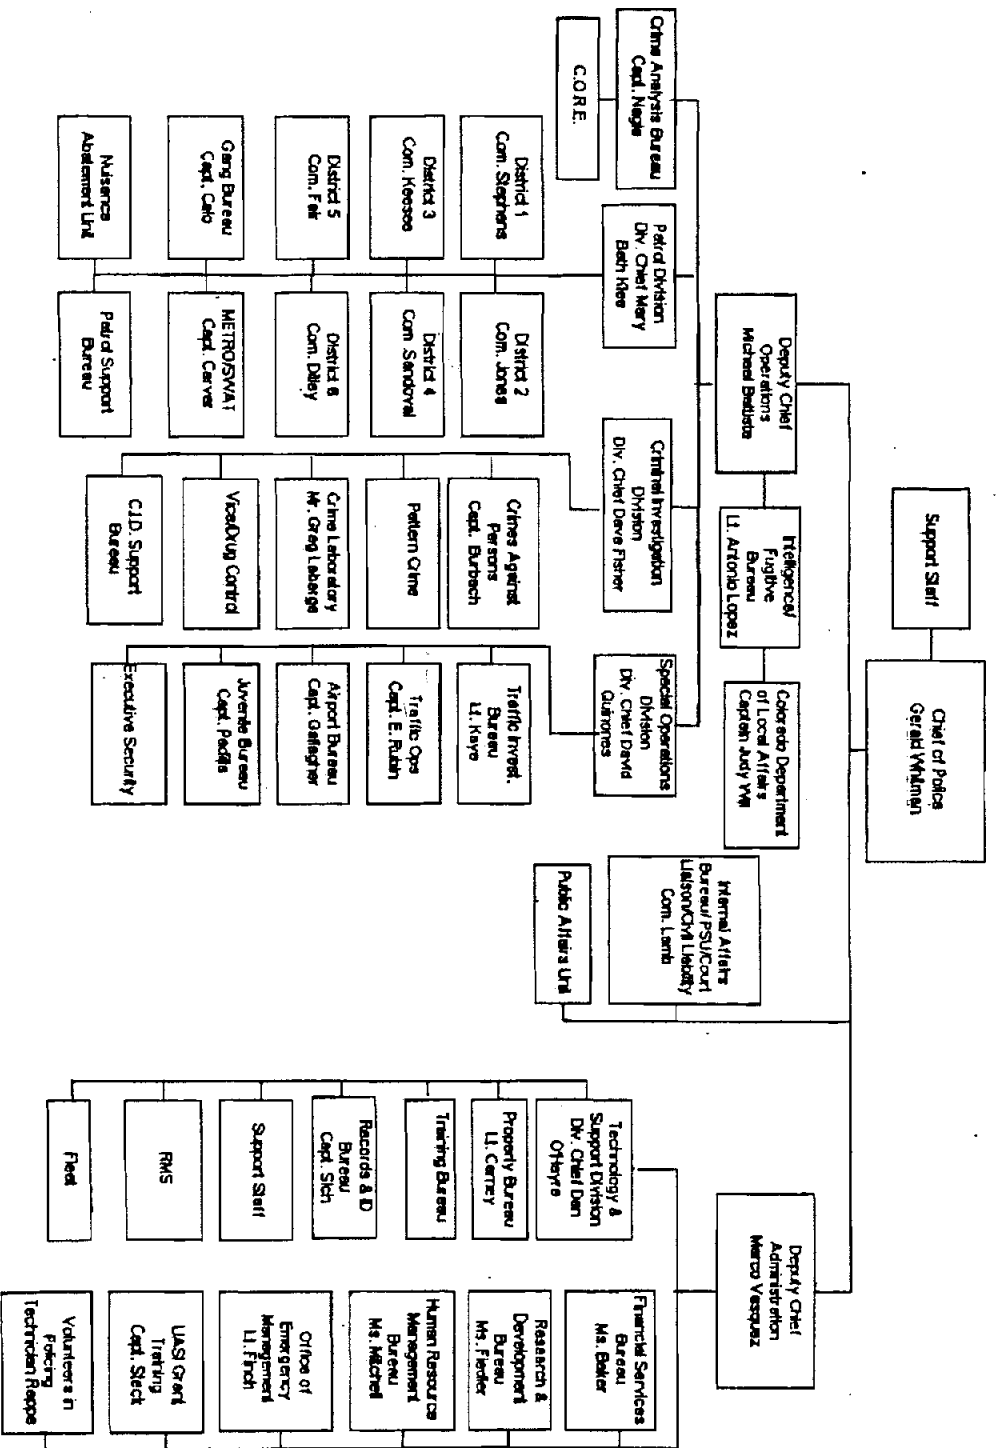 Support Staff
Chief of Police
Gerald Whitman
Deputy Chief
Operations
Michael Battista
Intelligence/
Fugitive
Bureau
Lt. Antonio Lopez
Colorado Department
of Local Affairs
Captain Judy Will
Deputy Chief
Administration
Marco Vasquez
Crime Analysis Bureau
Capt. Nagle
C.O.R.E.
Patrol Division
Div. Chief Mary
Beth Klee
Criminal Investigation
Division
Div. Chief Dave Fisher
Special Operations
Division
Div. Chief David
Quinones
Internal Affairs
Bureau/ PSU/Court
Liaison/Civil Liability
Com. Lamb
Public Affairs Unit
District 1
Com. Stephens
District 2
Com. Jones
District 3
Com. Keesee
District 4
Com. Sandoval
District 5
Com. Fair
District 6
Com. Dilley
Gang Bureau
Capt. Calo
METRO/SWAT
Capt. Carver
Nuisance
Abatement Unit
Patrol Support
Bureau
Crimes Against
Persons
Capt. Burbach
Pattern Crime
Crime Laboratory
Mr. Greg Laberge
Vice/Drug Control
C.I.D. Support
Bureau
Traffic Invest.
Bureau
Lt. Kaye
Traffic Ops
Capt. E. Rubin
Airport Bureau
Capt. Gallagher
Juvenile Bureau
Capt. Padilla
Executive Security
Technology &
Support Division
Div. Chief Dan
O'Hayre
Property Bureau
Lt. Carney
Training Bureau
Records & ID
Bureau
Capt. Sich
Support Staff
RMS
Fleet
Financial Services
Bureau
Ms. Baker
Research &
Development
Bureau
Ms. Fiedler
Human Resource
Management
Bureau
Ms. Mitchell
Office of
Emergency
Management
Lt. Finch
UASI Grant
Training
Capt. Slack
Volunteers in
Policing
Technician Rappe